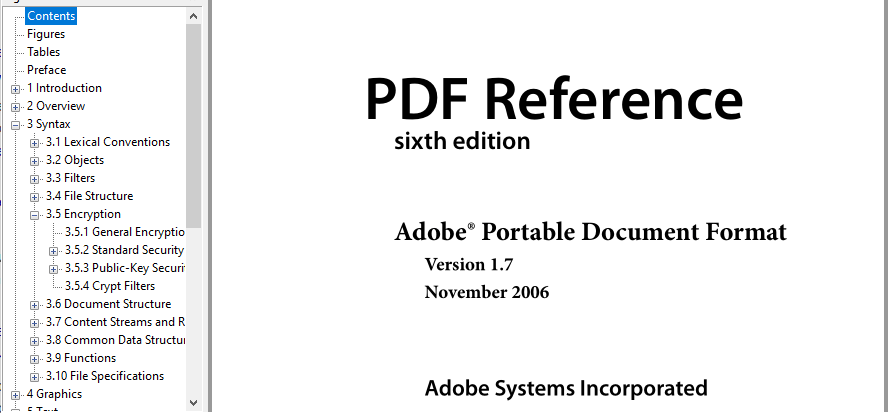 Contents
Figures
Tables
Preface
1 Introduction
2 Overview
3 Syntax
3.1 Lexical Conventions
3.2 Objects
3.3 Filters
3.4 File Structure
3.5 Encryption
3.5.1 General Encryptio
3.5.2 Standard Security
3.5.3 Public-Key Securi
3.5.4 Crypt Filters
3.6 Document Structure
3.7 Content Streams and R
3.8 Common Data Structu
3.9 Functions
3.10 File Specifications
4 Graphics
5 Text
PDF Reference
sixth edition
Adobe® Portable Document Format
Version 1.7
November 2006
Adobe Systems Incorporated